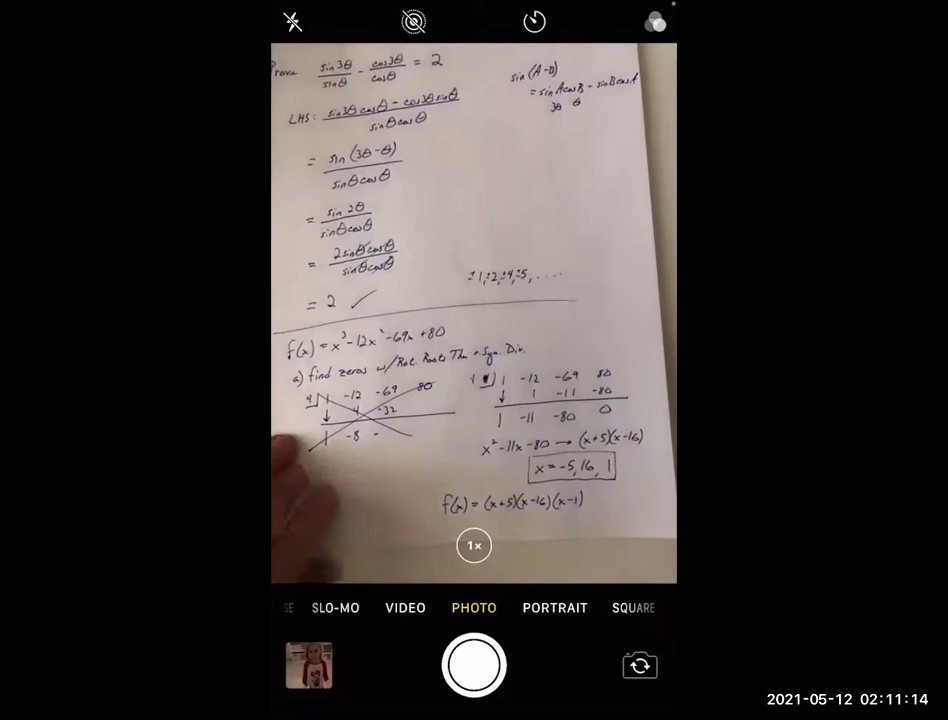 Prove sin3θ/sinθ - cos3θ/cosθ = 2
sin(A-B)
= sinAcosB - sinBcosA
3θ θ
LHS: sin3θcosθ - cos3θsinθ / sinθcosθ
= sin(3θ-θ) / sinθcosθ
= sin2θ / sinθcosθ
= 2sinθcosθ / sinθcosθ
= 2 ✓
±1,±2,±4,±5, .....
f(x) = x³-12x²-69x+80
a) find zeros w/Rat. Roots Thm + Syn. Div.
4 1 -12 -69 80
↓ 4 -32
1 -8 -
1 1 -12 -69 80
↓ 1 -11 -80
1 -11 -80 0
x²-11x-80 → (x+5)(x-16)
x = -5, 16, 1
f(x) = (x+5)(x-16)(x-1)
1×
SE SLO-MO VIDEO PHOTO PORTRAIT SQUARE
2021-05-12 02:11:14